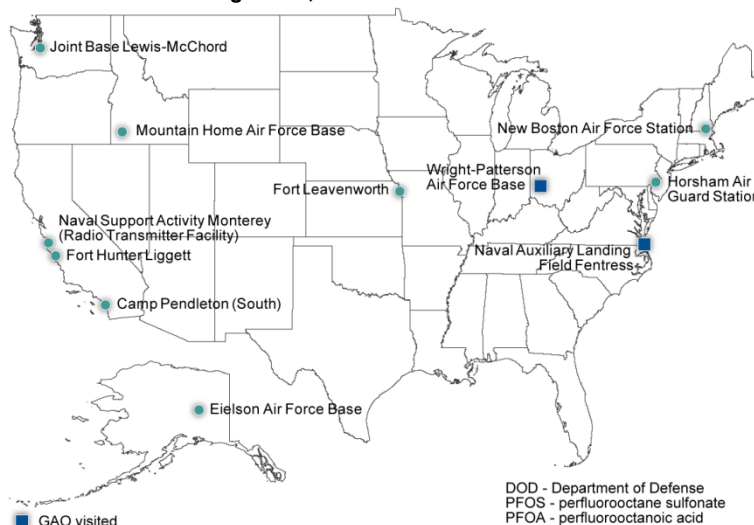 Joint Base Lewis-McChord
Mountain Home Air Force Base
New Boston Air Force Station
Wright-Patterson
Air Force Base
Fort Leavenworth
Horsham Air
Guard Station
Naval Support Activity Monterey
(Radio Transmitter Facility)
Fort Hunter Liggett
Naval Auxiliary Landing
Field Fentress
Camp Pendleton (South)
Eielson Air Force Base
DOD - Department of Defense
PFOS - perfluorooctane sulfonate
PFOA - perfluorooctanoic acid
GAO visited